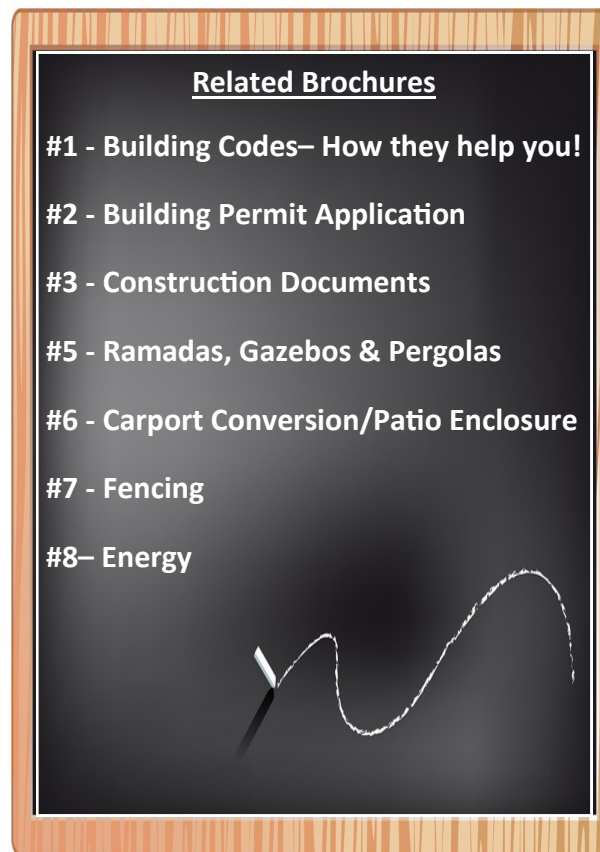 Related Brochures
#1 - Building Codes– How they help you!
#2 - Building Permit Application
#3 - Construction Documents
#5 - Ramadas, Gazebos & Pergolas
#6 - Carport Conversion/Patio Enclosure
#7 - Fencing
#8– Energy